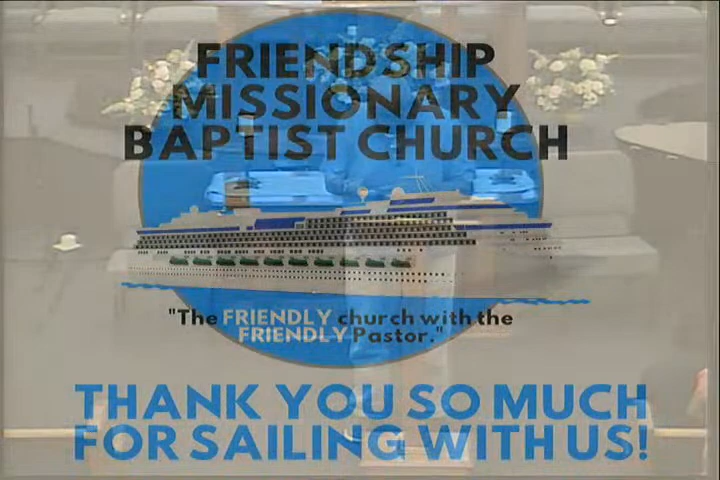 FRIENDSHIP
MISSIONARY
BAPTIST CHURCH
"The FRIENDLY church with the
FRIENDLY Pastor."
THANK YOU SO MUCH
FOR SAILING WITH US!